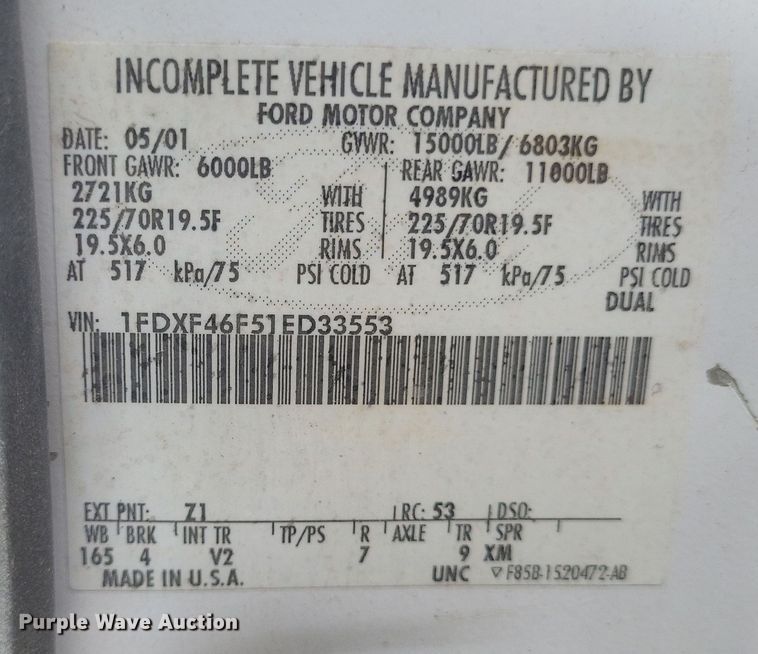 INCOMPLETE VEHICLE MANUFACTURED BY
FORD MOTOR COMPANY
DATE: 05/01 GVWR: 15000LB/ 6803KG
FRONT GAWR: 6000LB REAR GAWR: 11000LB
2721KG WITH 4989KG WITH
225/70R19.5F TIRES 225/70R19.5F TIRES
19.5X6.0 RIMS 19.5X6.0 RIMS
AT 517 kPa/75 PSI COLD AT 517 kPa/75 PSI COLD
DUAL
VIN: 1FDXF46F51ED33553
EXT PNT: Z1 RC: 53 DSO:
WB BRK INT TR TP/PS R AXLE TR SPR
165 4 V2 7 9 XM
MADE IN U.S.A. UNC F85B-1520472-AB
Purple Wave Auction